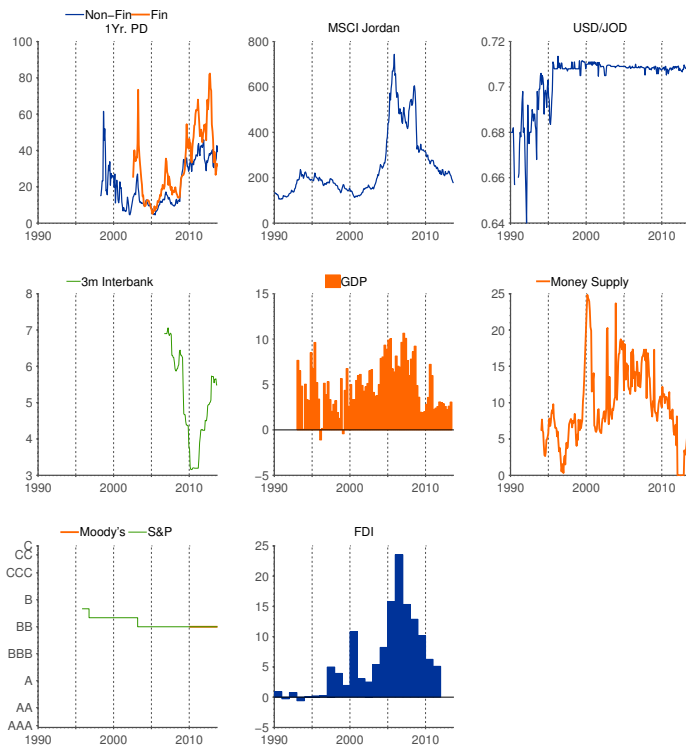 Non-Fin Fin
1Yr. PD
100
80
60
40
20
0
1990 2000 2010
MSCI Jordan
800
600
400
200
0
1990 2000 2010
USD/JOD
0.72
0.7
0.68
0.66
0.64
1990 2000 2010
3m Interbank
8
7
6
5
4
3
1990 2000 2010
GDP
15
10
5
0
-5
1990 2000 2010
Money Supply
25
20
15
10
5
0
1990 2000 2010
Moody's S&P
C
CC
CCC
B
BB
BBB
A
AA
AAA
1990 2000 2010
FDI
25
20
15
10
5
0
-5
1990 2000 2010